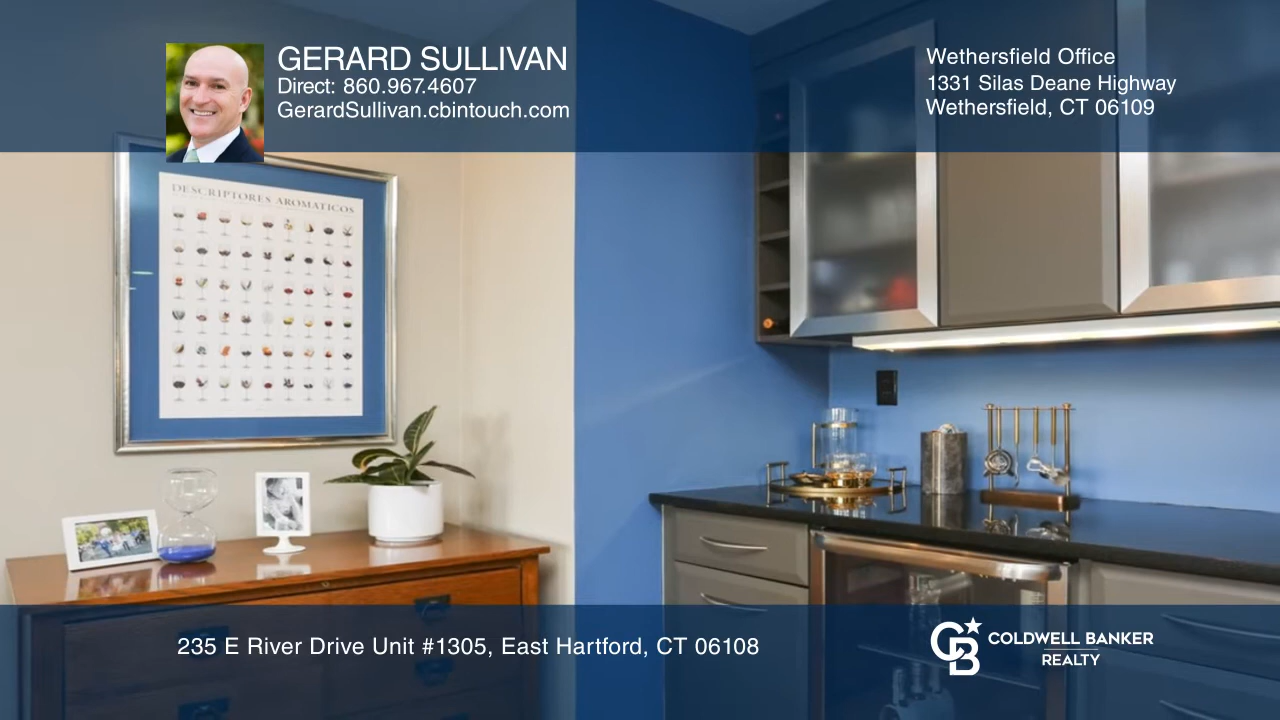 GERARD SULLIVAN
Direct: 860.967.4607
GerardSullivan.cbintouch.com
Wethersfield Office
1331 Silas Deane Highway
Wethersfield, CT 06109
DESCRIPTORES AROMATICOS
235 E River Drive Unit #1305, East Hartford, CT 06108
CB
COLDWELL BANKER
REALTY